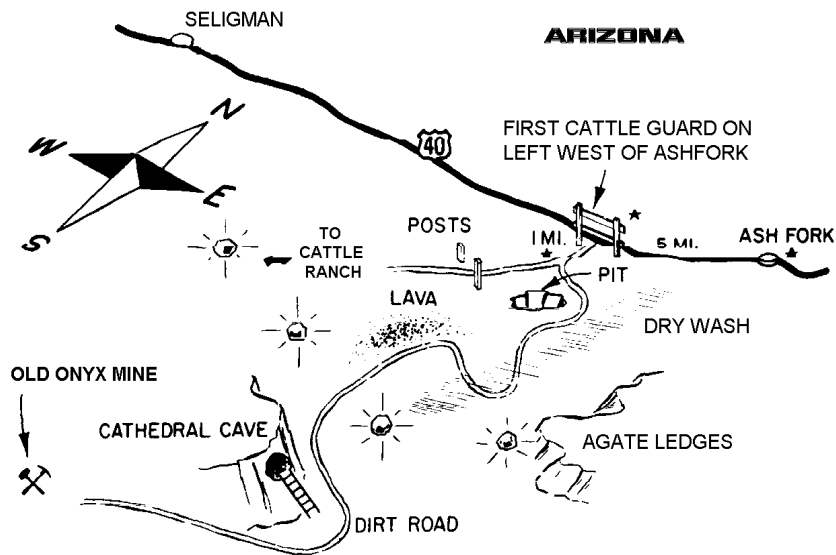 SELIGMAN
ARIZONA
N
W
E
S
40
FIRST CATTLE GUARD ON
LEFT WEST OF ASHFORK
TO
CATTLE
RANCH
POSTS
1 MI.
5 MI.
ASH FORK
PIT
LAVA
DRY WASH
OLD ONYX MINE
CATHEDRAL CAVE
AGATE LEDGES
DIRT ROAD